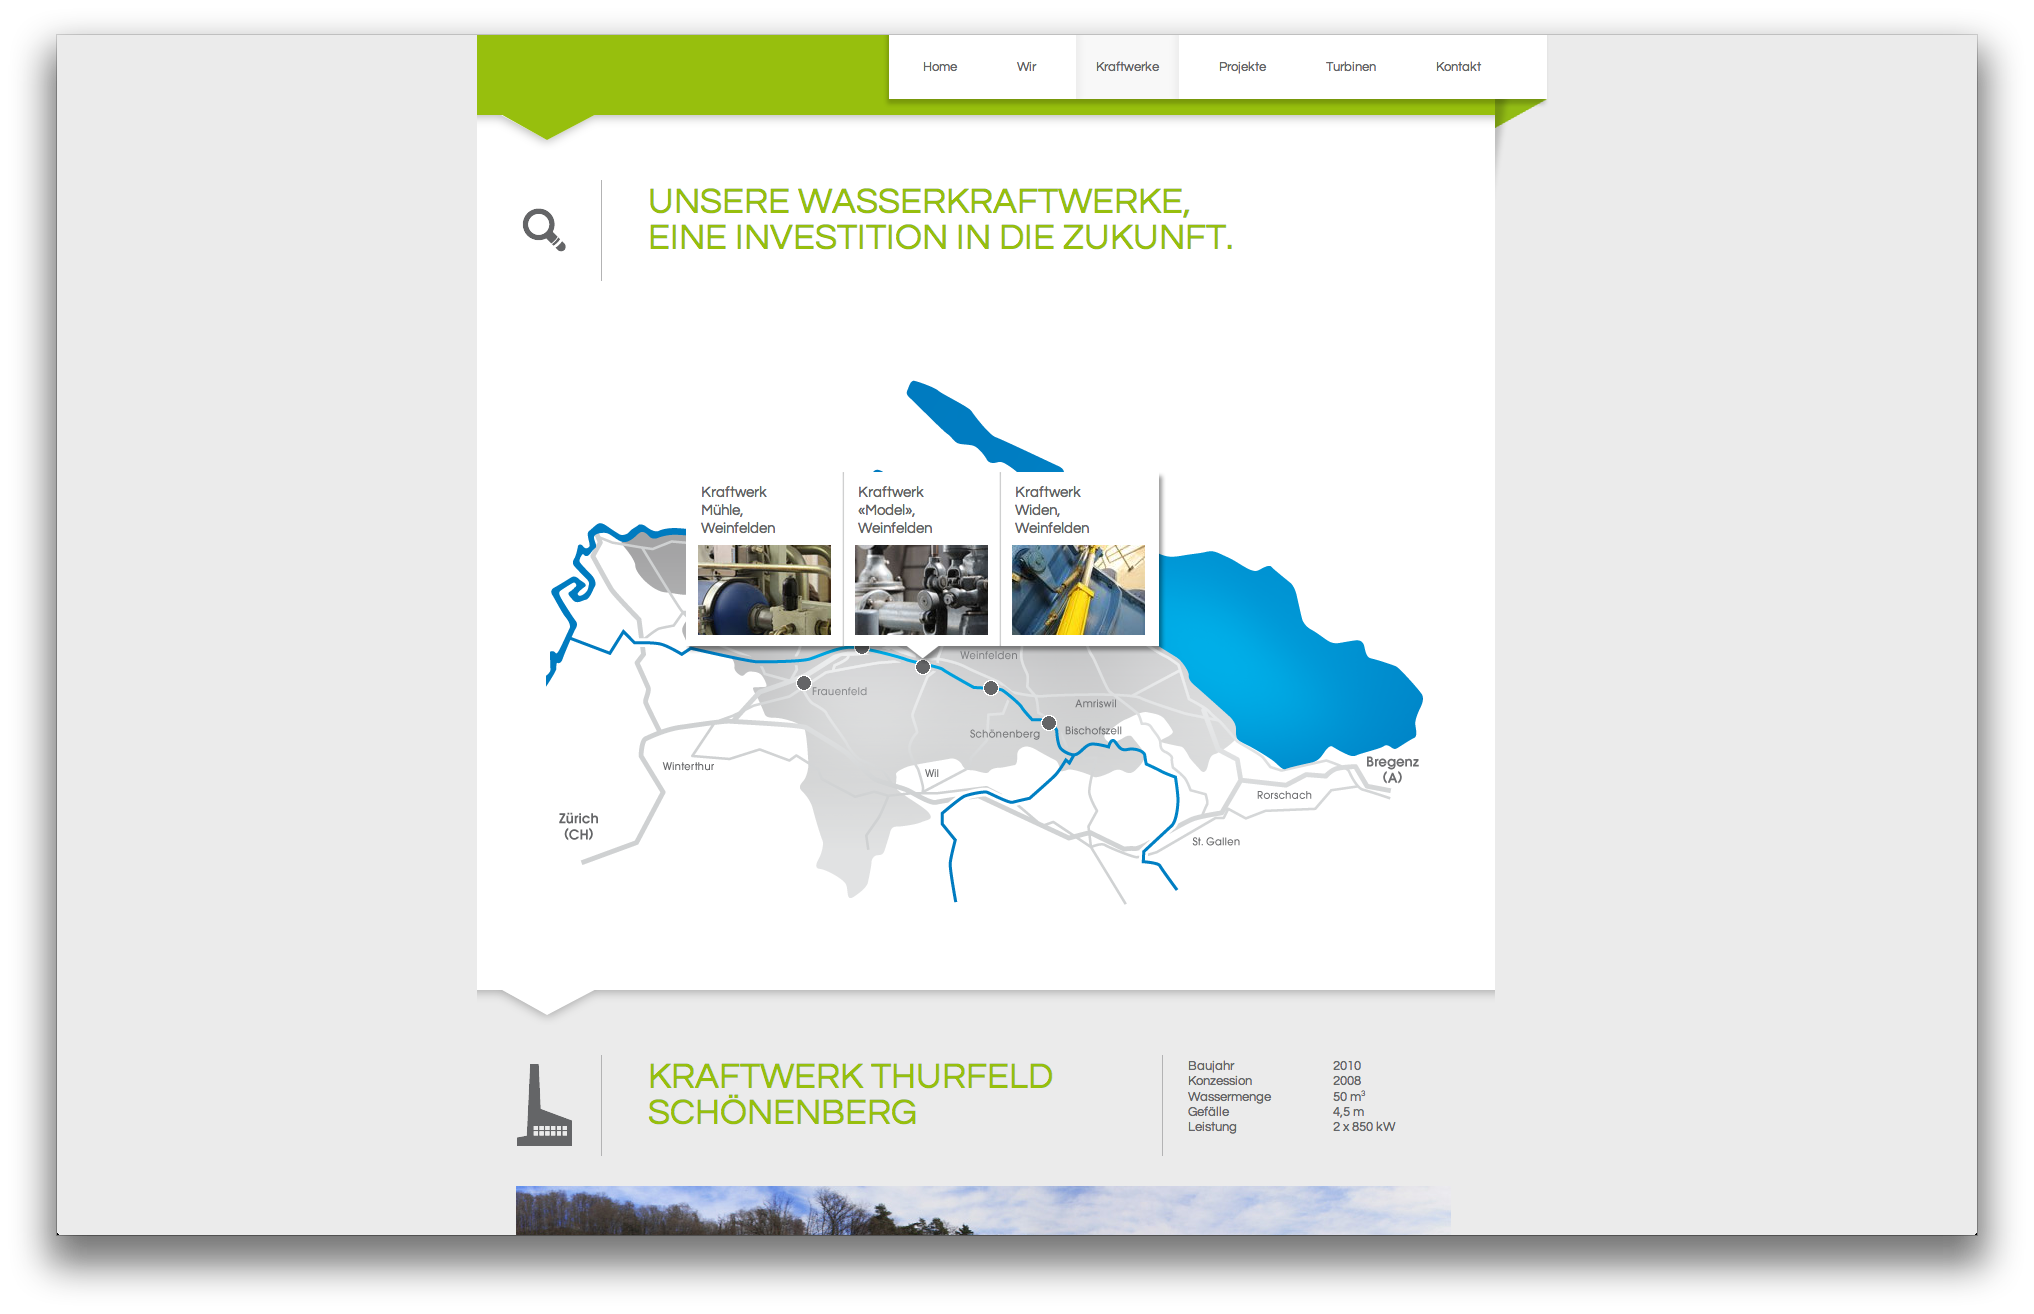 Home
Wir
Kraftwerke
Projekte
Turbinen
Kontakt
UNSERE WASSERKRAFTWERKE,
EINE INVESTITION IN DIE ZUKUNFT.
Kraftwerk
Mühle,
Weinfelden
Kraftwerk
«Model»,
Weinfelden
Kraftwerk
Widen,
Weinfelden
Weinfelden
Frauenfeld
Amriswil
Schönenberg
Bischofszell
Winterthur
Wil
Bregenz
(A)
Rorschach
Zürich
(CH)
St. Gallen
KRAFTWERK THURFELD
SCHÖNENBERG
Baujahr 2010
Konzession 2008
Wassermenge 50 m³
Gefälle 4,5 m
Leistung 2 x 850 kW